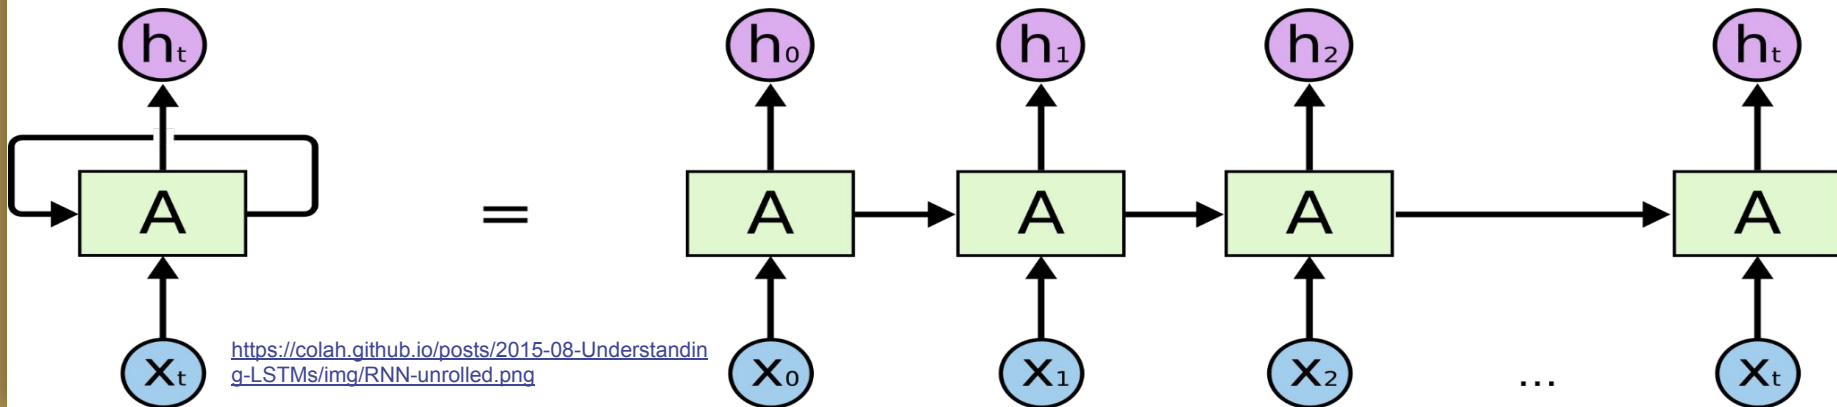 hₜ h₀ h₁ h₂ hₜ
A = A A A A
xₜ https://colah.github.io/posts/2015-08-Understandin
g-LSTMs/img/RNN-unrolled.png x₀ x₁ x₂ ... xₜ